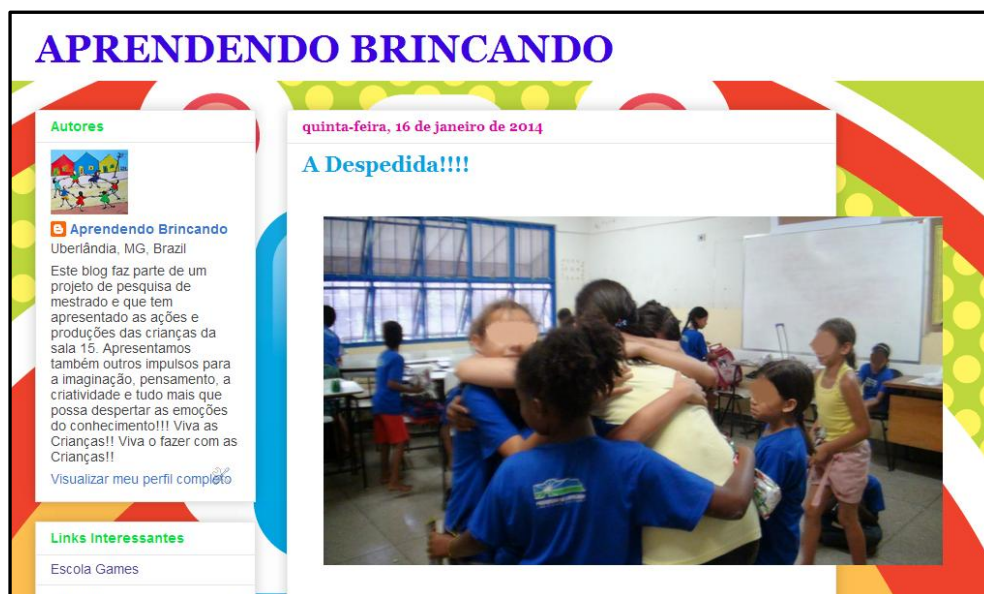 APRENDENDO BRINCANDO
Autores
Aprendendo Brincando
Uberlândia, MG, Brazil
Este blog faz parte de um
projeto de pesquisa de
mestrado e que tem
apresentado as ações e
produções das crianças da
sala 15. Apresentamos
também outros impulsos para
a imaginação, pensamento, a
criatividade e tudo mais que
possa despertar as emoções
do conhecimento!!! Viva as
Crianças!! Viva o fazer com as
Crianças!!
Visualizar meu perfil completo
Links Interessantes
Escola Games
quinta-feira, 16 de janeiro de 2014
A Despedida!!!!